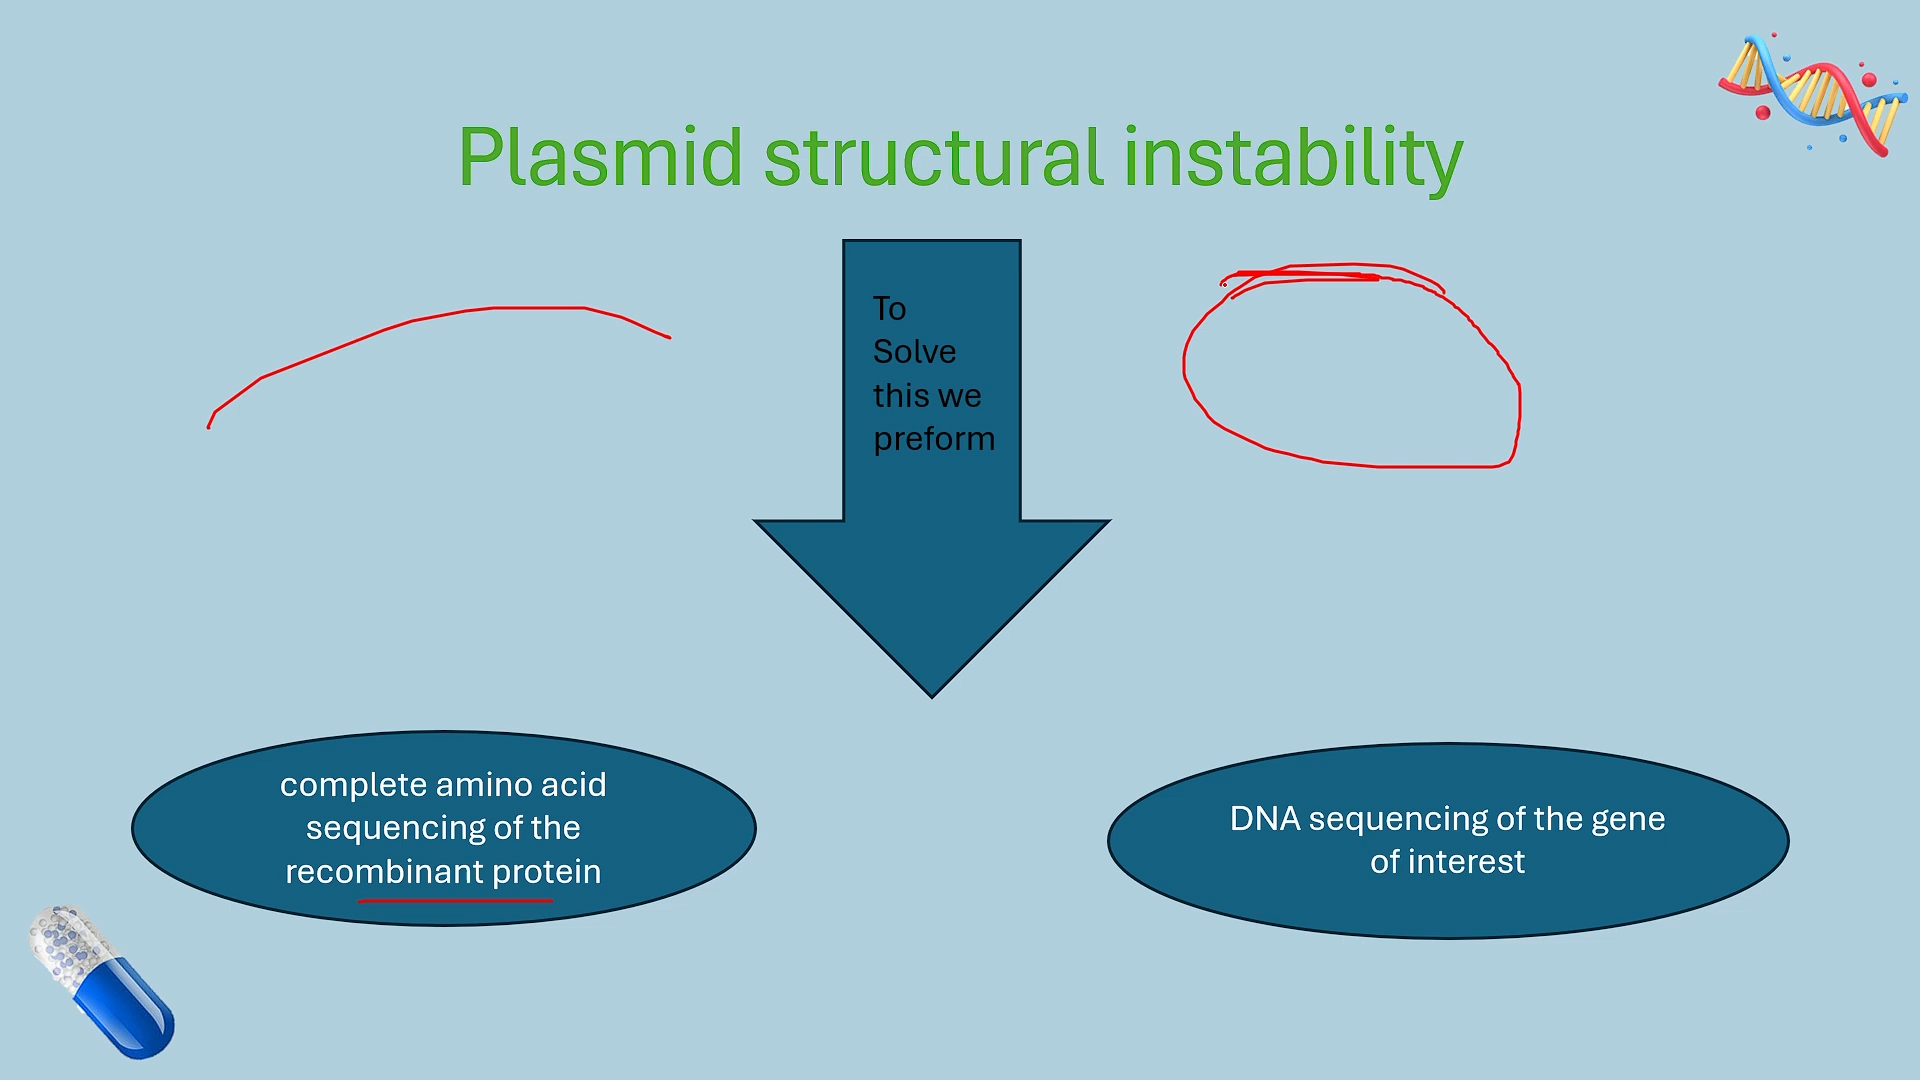 Plasmid structural instability
To
Solve
this we
preform
complete amino acid
sequencing of the
recombinant protein
DNA sequencing of the gene
of interest